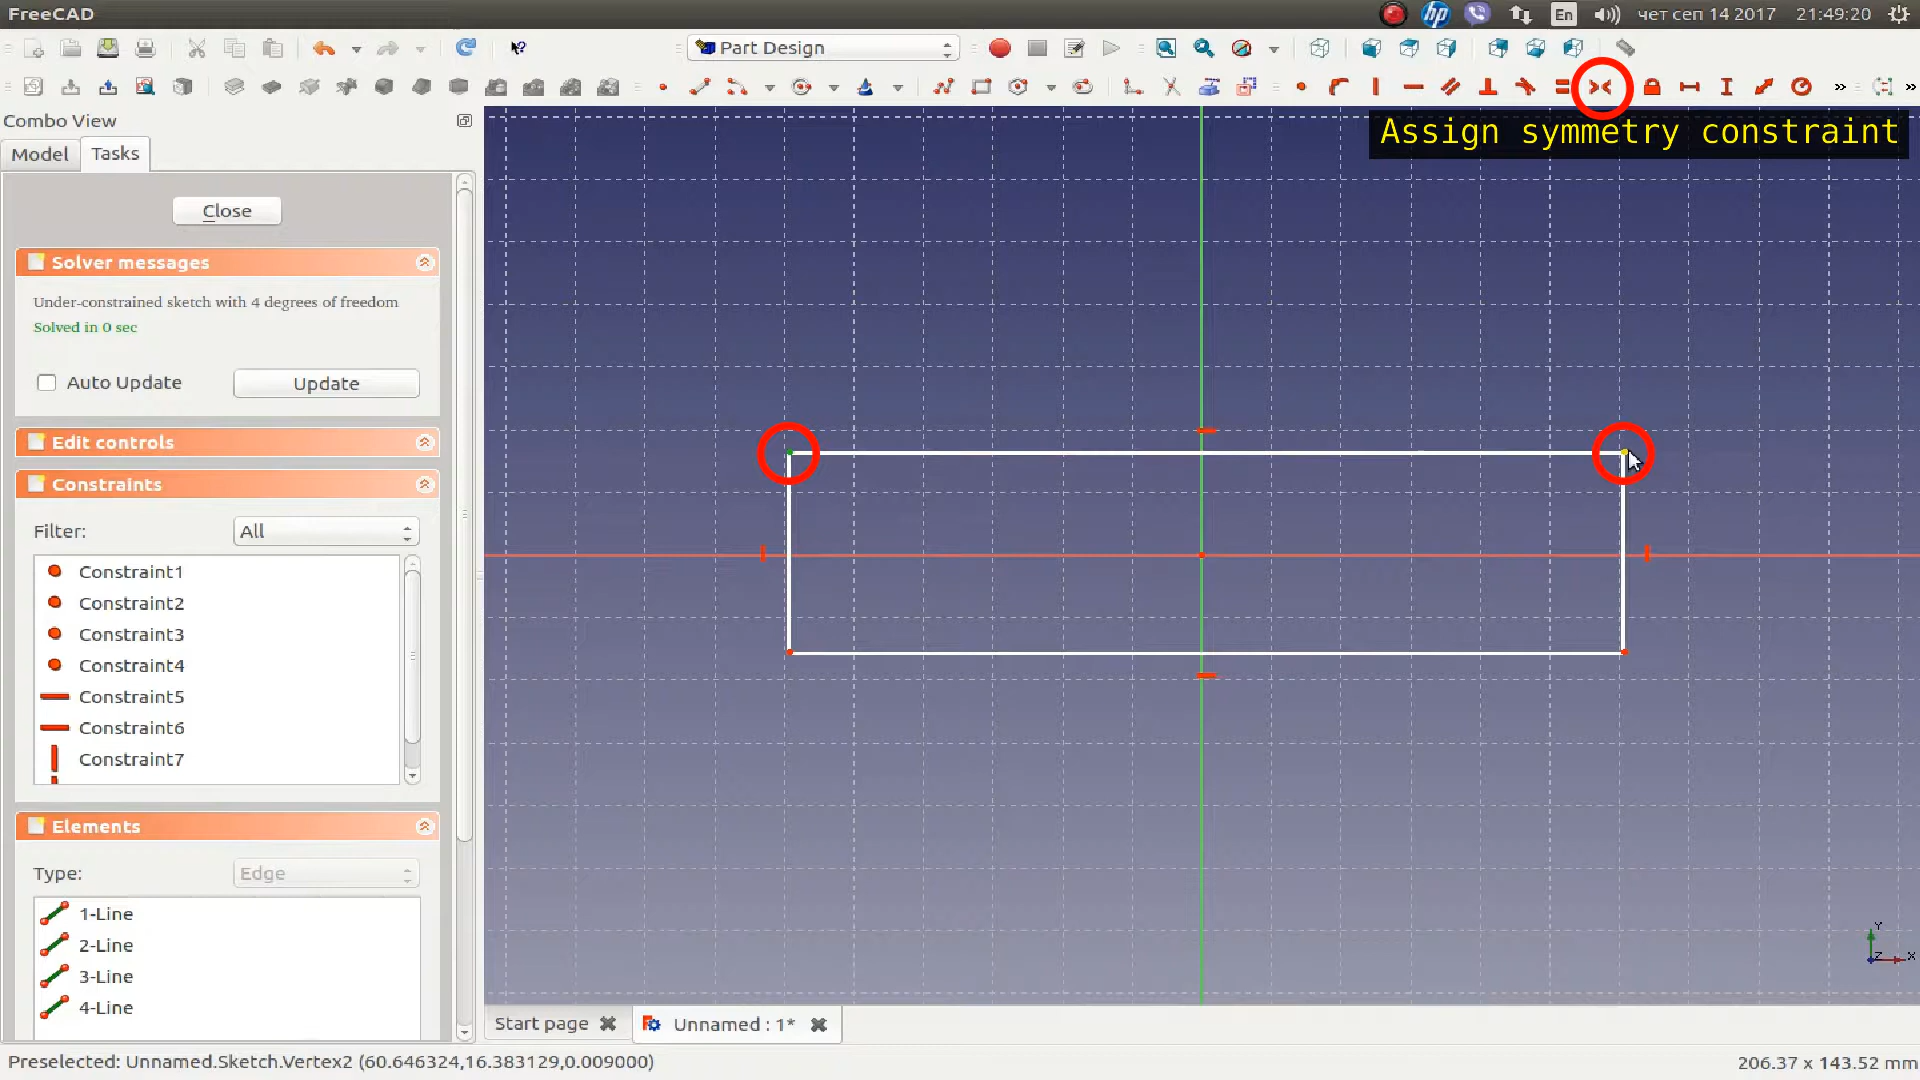 FreeCAD
En
чет сеп 14 2017
21:49:20
Part Design
Assign symmetry constraint
Combo View
Model
Tasks
Close
Solver messages
Under-constrained sketch with 4 degrees of freedom
Solved in 0 sec
Auto Update
Update
Edit controls
Constraints
Filter:
All
Constraint1
Constraint2
Constraint3
Constraint4
Constraint5
Constraint6
Constraint7
Elements
Type:
Edge
1-Line
2-Line
3-Line
4-Line
Y
Z
X
Start page
Unnamed : 1*
Preselected: Unnamed.Sketch.Vertex2 (60.646324,16.383129,0.009000)
206.37 x 143.52 mm